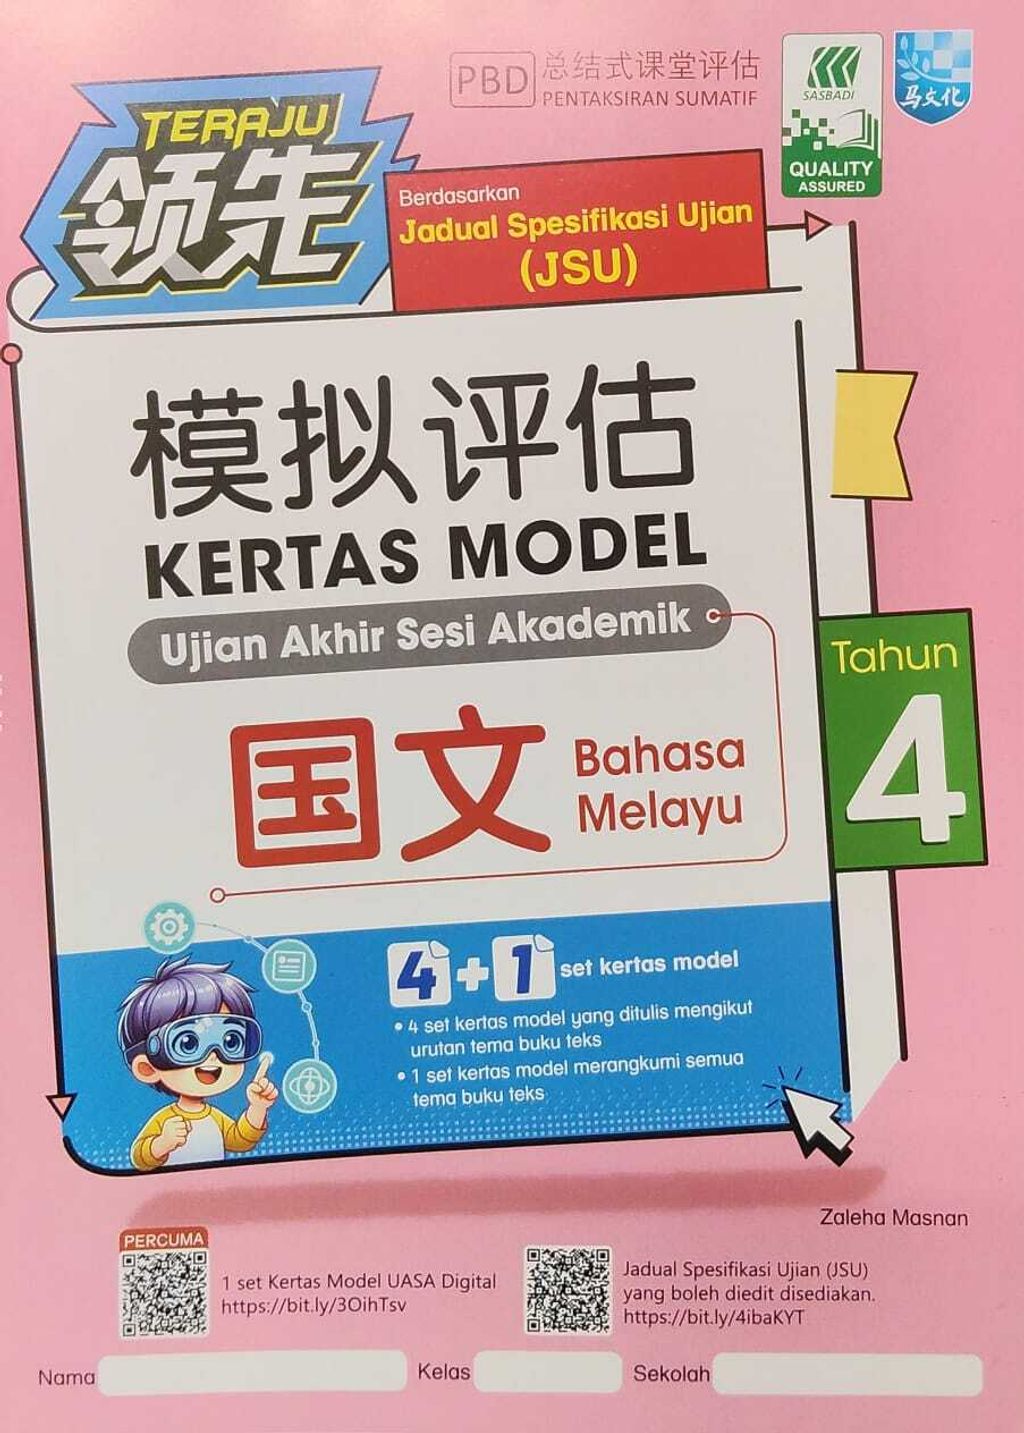 PBD 总结式课堂评估
PENTAKSIRAN SUMATIF
SASBADI
QUALITY
ASSURED
马文化
TERAJU
领先
Berdasarkan
Jadual Spesifikasi Ujian
(JSU)
模拟评估
KERTAS MODEL
Ujian Akhir Sesi Akademik
Tahun
4
国文
Bahasa
Melayu
4+1 set kertas model
• 4 set kertas model yang ditulis mengikut
urutan tema buku teks
• 1 set kertas model merangkumi semua
tema buku teks
Zaleha Masnan
PERCUMA
1 set Kertas Model UASA Digital
https://bit.ly/3OihTsv
Jadual Spesifikasi Ujian (JSU)
yang boleh diedit disediakan.
https://bit.ly/4ibaKYT
Nama Kelas Sekolah